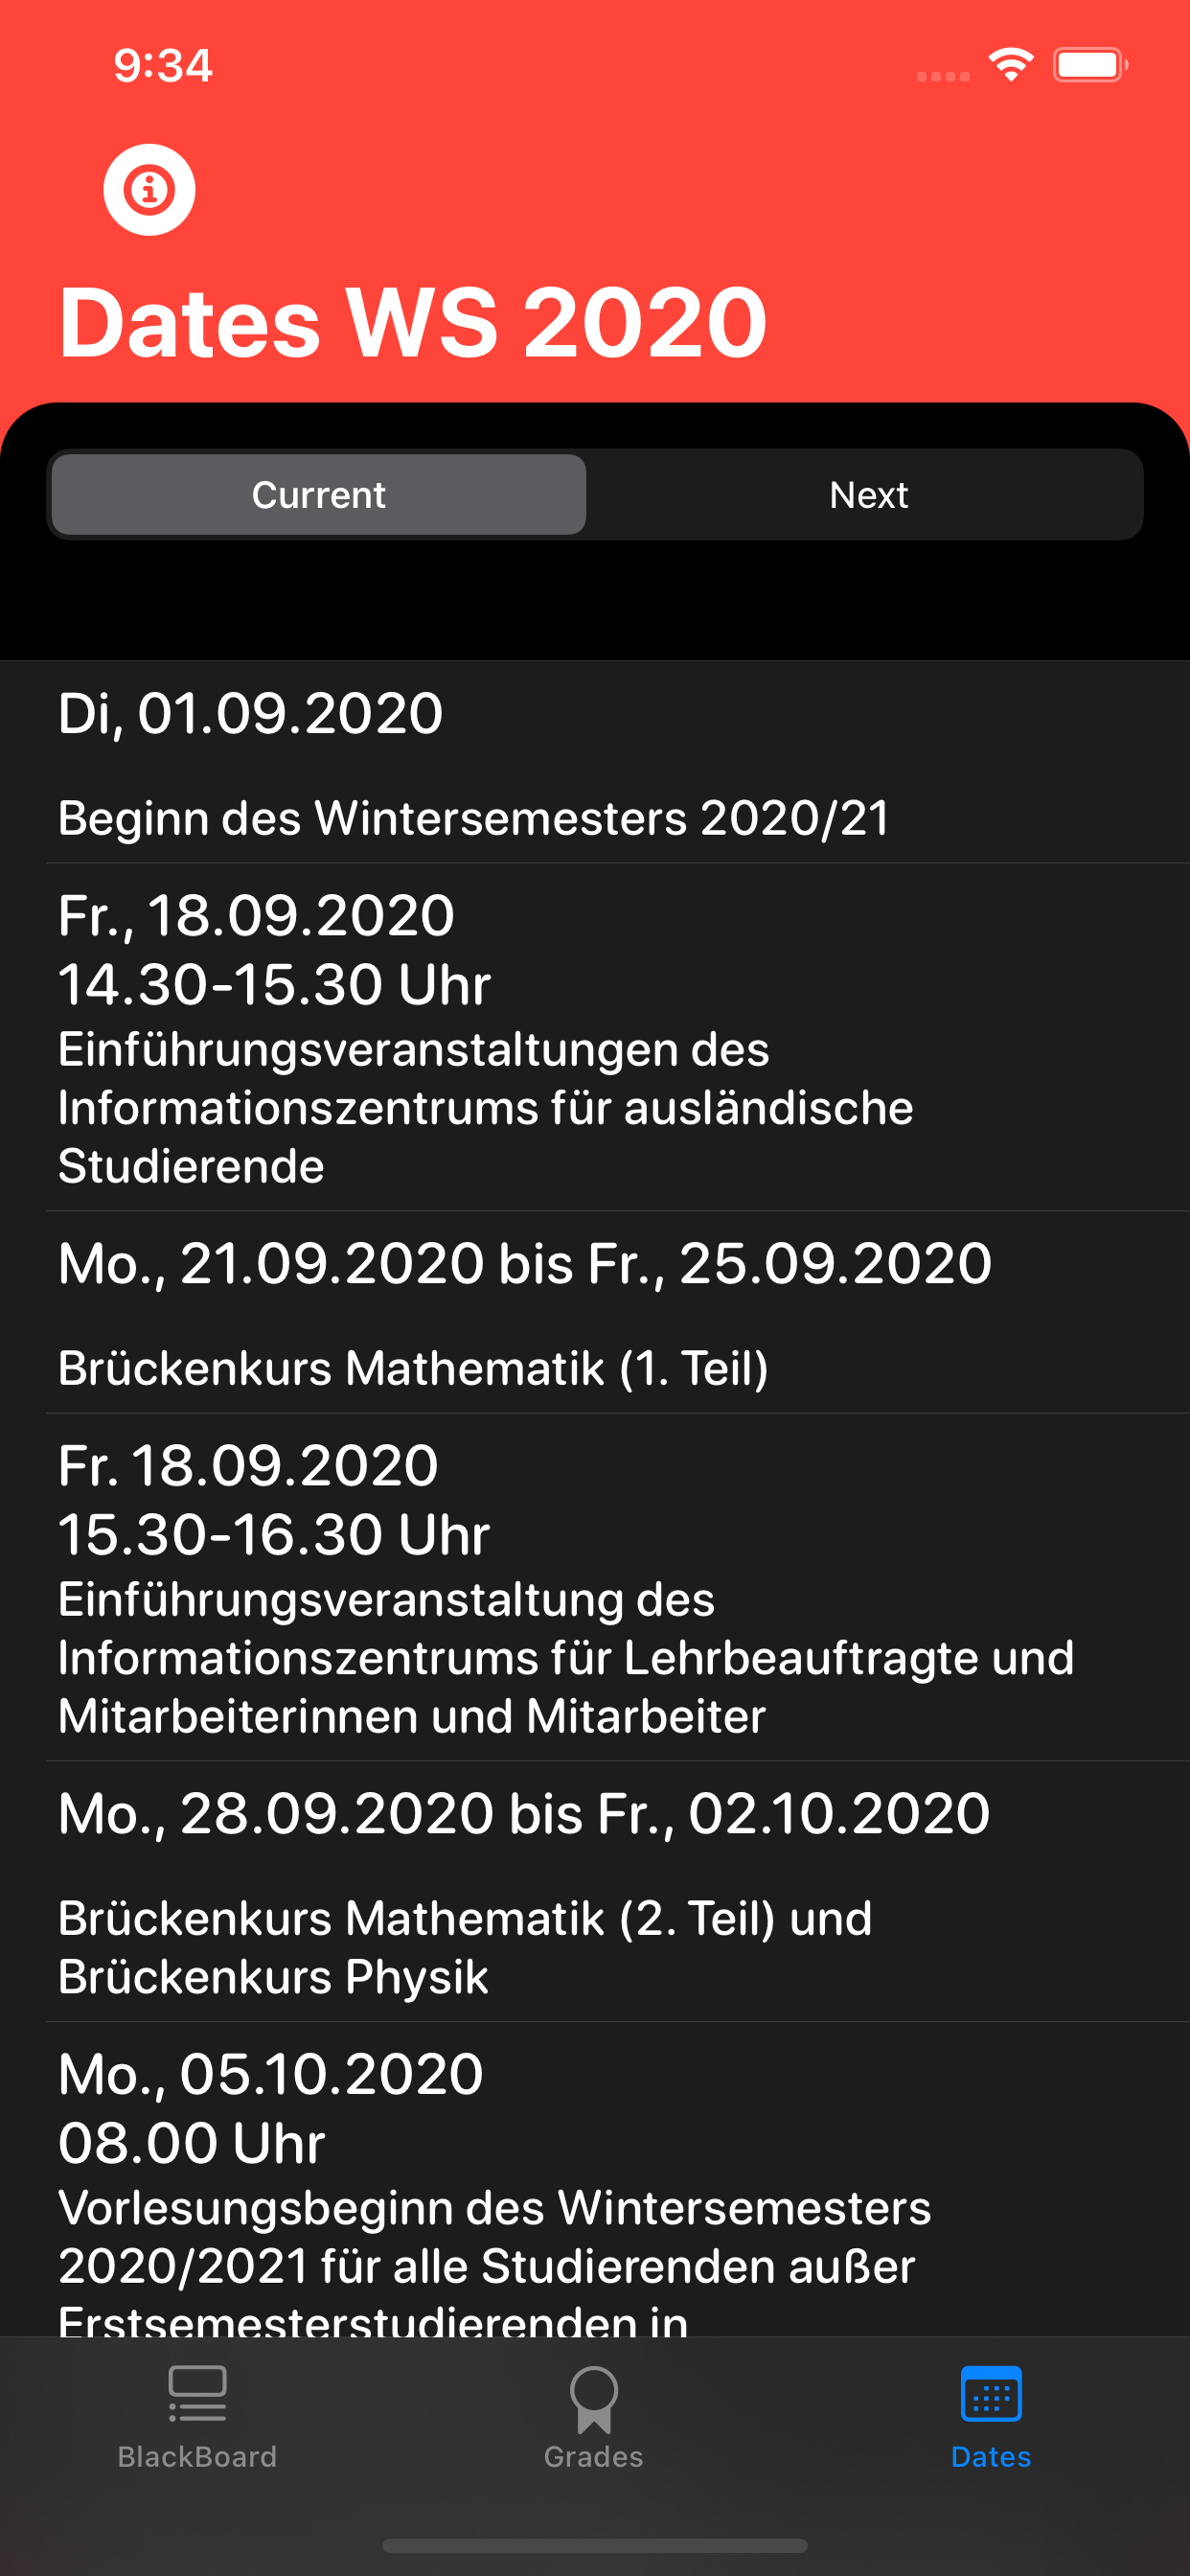 9:34
Dates WS 2020
Current
Next
Di, 01.09.2020
Beginn des Wintersemesters 2020/21
Fr., 18.09.2020
14.30-15.30 Uhr
Einführungsveranstaltungen des
Informationszentrums für ausländische
Studierende
Mo., 21.09.2020 bis Fr., 25.09.2020
Brückenkurs Mathematik (1. Teil)
Fr. 18.09.2020
15.30-16.30 Uhr
Einführungsveranstaltung des
Informationszentrums für Lehrbeauftragte und
Mitarbeiterinnen und Mitarbeiter
Mo., 28.09.2020 bis Fr., 02.10.2020
Brückenkurs Mathematik (2. Teil) und
Brückenkurs Physik
Mo., 05.10.2020
08.00 Uhr
Vorlesungsbeginn des Wintersemesters
2020/2021 für alle Studierenden außer
Erstsemesterstudierenden in
BlackBoard
Grades
Dates